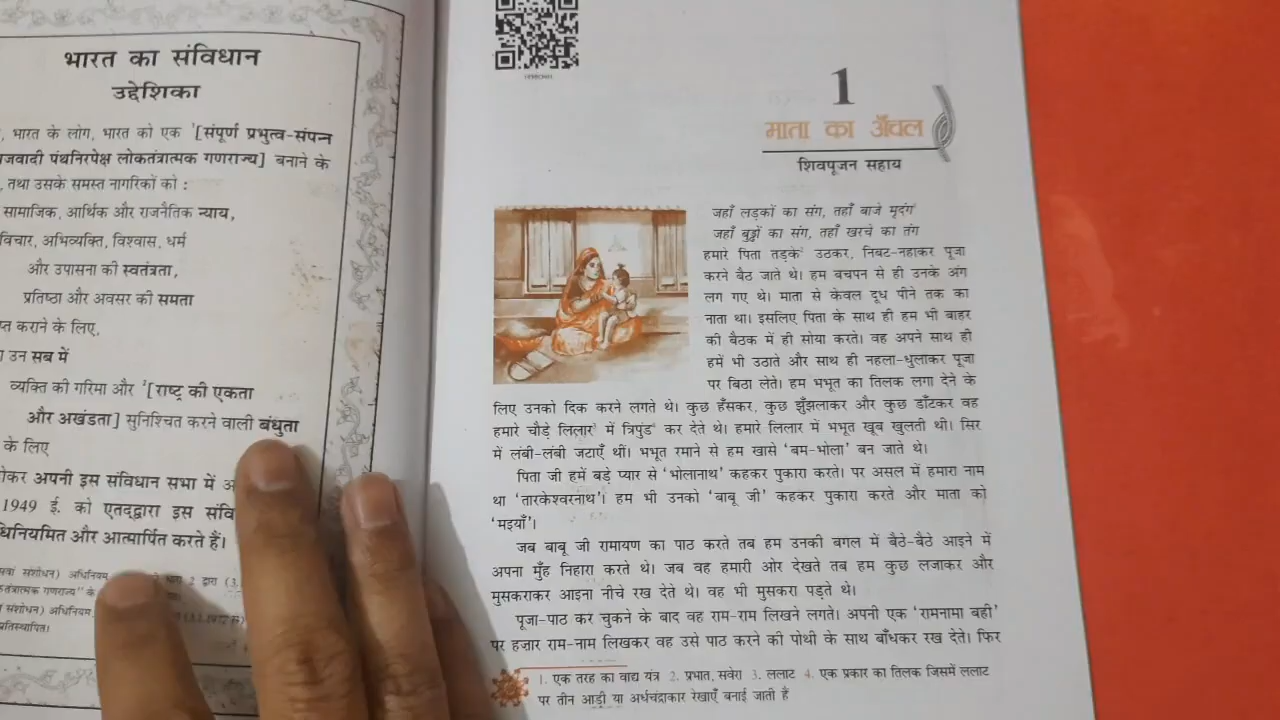 भारत का संविधान
उद्देशिका
, भारत के लोग, भारत को एक '[संपूर्ण प्रभुत्व-संपन्न
लोकतंत्रात्मक गणराज्य] बनाने के
, तथा उसके समस्त नागरिकों को :
सामाजिक, आर्थिक और राजनैतिक न्याय,
विचार, अभिव्यक्ति, विश्वास, धर्म
और उपासना की स्वतंत्रता,
प्रतिष्ठा और अवसर की समता
कराने के लिए,
उन सब में
व्यक्ति की गरिमा और ²[राष्ट्र की एकता
और अखंडता] सुनिश्चित करने वाली बंधुता
के लिए
अपनी इस संविधान सभा में
1949 ई. को एतद्द्वारा इस
और आत्मार्पित करते हैं।
1
माता का अँचल
शिवपूजन सहाय
जहाँ लड़कों का संग, तहाँ बाजे मृदंग¹
जहाँ बुड्ढों का संग, तहाँ खरचे का तंग
हमारे पिता तड़के² उठकर, निबट-नहाकर पूजा
करने बैठ जाते थे। हम बचपन से ही उनके अंग
लग गए थे। माता से केवल दूध पीने तक का
नाता था। इसलिए पिता के साथ ही हम भी बाहर
की बैठक में ही सोया करते। वह अपने साथ ही
हमें भी उठाते और साथ ही नहला-धुलाकर पूजा
पर बिठा लेते। हम भभूत का तिलक लगा देने के
लिए उनको दिक करने लगते थे। कुछ हँसकर, कुछ झुँझलाकर और कुछ डाँटकर वह
हमारे चौड़े लिलार³ में त्रिपुंड⁴ कर देते थे। हमारे लिलार में भभूत खूब खुलती थी। सिर
में लंबी-लंबी जटाएँ थीं। भभूत रमाने से हम खासे 'बम-भोला' बन जाते थे।
पिता जी हमें बड़े प्यार से 'भोलानाथ' कहकर पुकारा करते। पर असल में हमारा नाम
था 'तारकेश्वरनाथ'। हम भी उनको 'बाबू जी' कहकर पुकारा करते और माता को
'मइयाँ'।
जब बाबू जी रामायण का पाठ करते तब हम उनकी बगल में बैठे-बैठे आइने में
अपना मुँह निहारा करते थे। जब वह हमारी ओर देखते तब हम कुछ लजाकर और
मुसकराकर आइना नीचे रख देते थे। वह भी मुसकरा पड़ते थे।
पूजा-पाठ कर चुकने के बाद वह राम-राम लिखने लगते। अपनी एक 'रामनामा बही'
पर हज़ार राम-नाम लिखकर वह उसे पाठ करने की पोथी के साथ बाँधकर रख देते। फिर
1. एक तरह का वाद्य यंत्र 2. प्रभात, सवेरा 3. ललाट 4. एक प्रकार का तिलक जिसमें ललाट
पर तीन आड़ी या अर्धचंद्राकार रेखाएँ बनाई जाती हैं